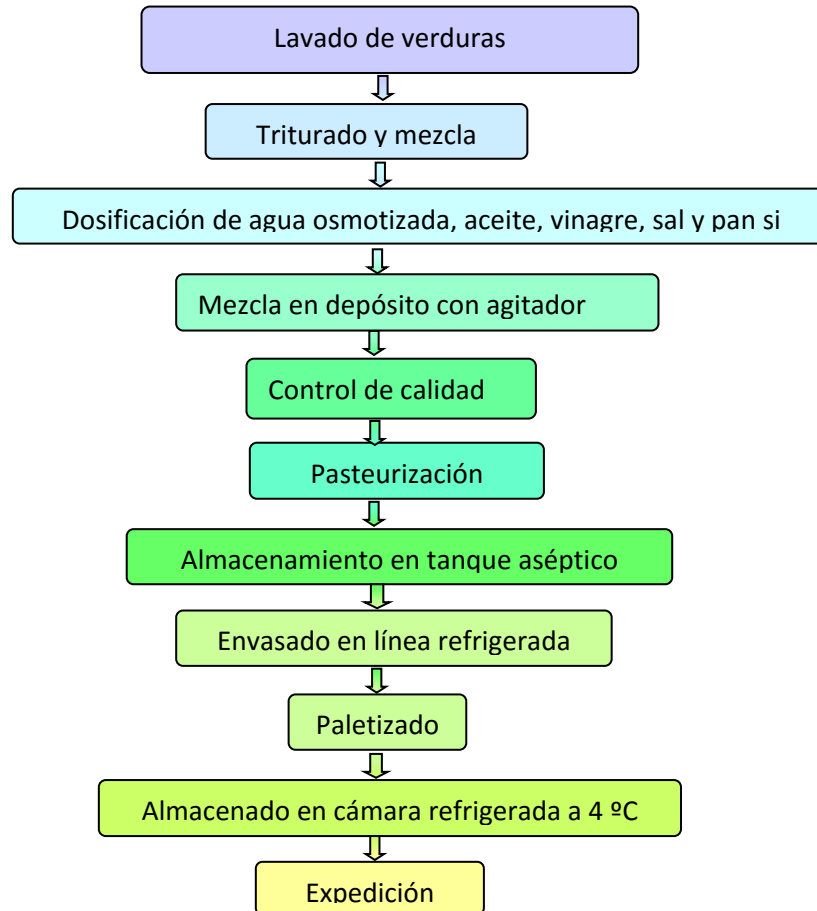 Lavado de verduras
Triturado y mezcla
Dosificación de agua osmotizada, aceite, vinagre, sal y pan si
Mezcla en depósito con agitador
Control de calidad
Pasteurización
Almacenamiento en tanque aséptico
Envasado en línea refrigerada
Paletizado
Almacenado en cámara refrigerada a 4 ºC
Expedición